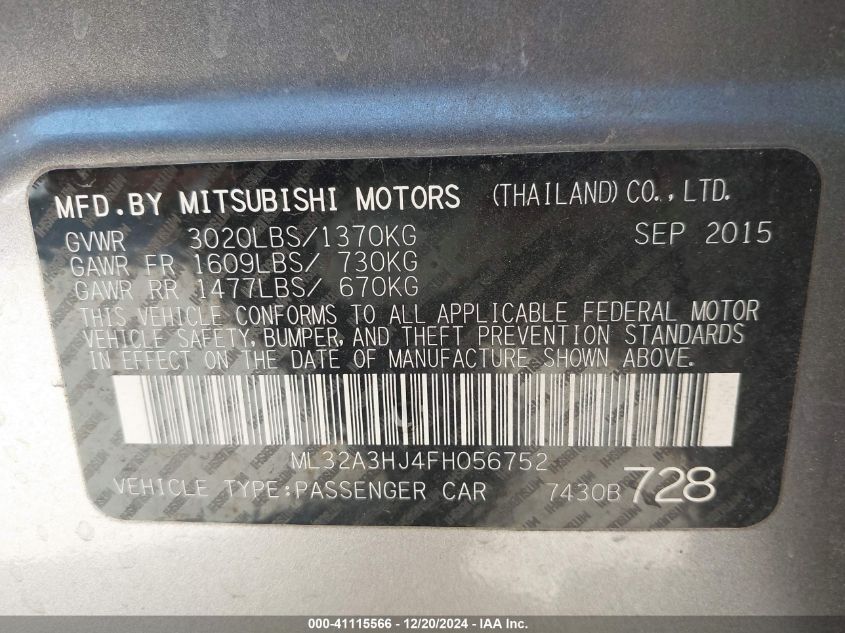 MFD.BY MITSUBISHI MOTORS (THAILAND) CO., LTD.
GVWR 3020LBS/1370KG SEP 2015
GAWR FR 1609LBS/ 730KG
GAWR RR 1477LBS/ 670KG
THIS VEHICLE CONFORMS TO ALL APPLICABLE FEDERAL MOTOR
VEHICLE SAFETY, BUMPER, AND THEFT PREVENTION STANDARDS
IN EFFECT ON THE DATE OF MANUFACTURE SHOWN ABOVE.
ML32A3HJ4FH056752
VEHICLE TYPE:PASSENGER CAR 7430B 728
000-41115566 - 12/20/2024 - IAA Inc.